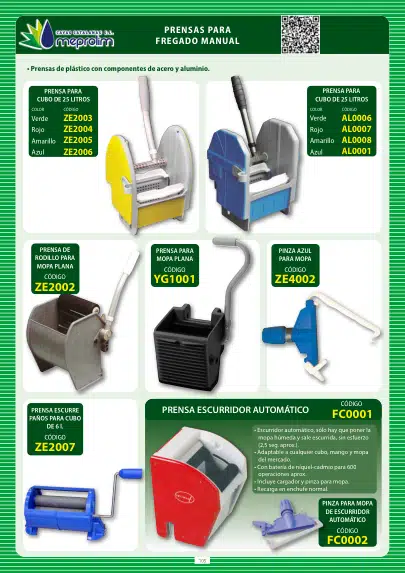 CUYÁS CATALANAS S.L.
meprolim
PRENSAS PARA
FREGADO MANUAL
• Prensas de plástico con componentes de acero y aluminio.
PRENSA PARA
CUBO DE 25 LITROS
COLOR CÓDIGO
Verde ZE2003
Rojo ZE2004
Amarillo ZE2005
Azul ZE2006
PRENSA PARA
CUBO DE 25 LITROS
COLOR CÓDIGO
Verde AL0006
Rojo AL0007
Amarillo AL0008
Azul AL0001
PRENSA DE
RODILLO PARA
MOPA PLANA
CÓDIGO
ZE2002
PRENSA PARA
MOPA PLANA
CÓDIGO
YG1001
PINZA AZUL
PARA MOPA
CÓDIGO
ZE4002
PRENSA ESCURRE
PAÑOS PARA CUBO
DE 6 l.
CÓDIGO
ZE2007
PRENSA ESCURRIDOR AUTOMÁTICO
CÓDIGO
FC0001
• Escurridor automático, sólo hay que poner la
mopa húmeda y sale escurrida, sin esfuerzo
(2,5 seg. aprox.).
• Adaptable a cualquier cubo, mango y mopa
del mercado.
• Con batería de níquel-cadmio para 600
operaciones aprox.
• Incluye cargador y pinza para mopa.
• Recarga en enchufe normal.
PINZA PARA MOPA
DE ESCURRIDOR
AUTOMÁTICO
CÓDIGO
FC0002